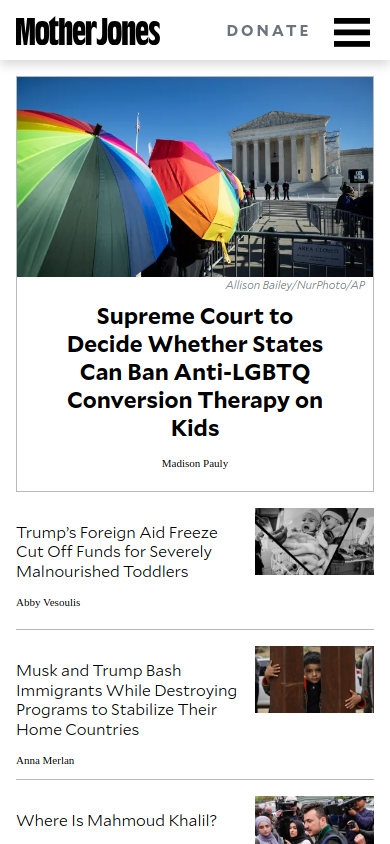 Mother Jones
DONATE
Allison Bailey/NurPhoto/AP
Supreme Court to
Decide Whether States
Can Ban Anti-LGBTQ
Conversion Therapy on
Kids
Madison Pauly
Trump’s Foreign Aid Freeze
Cut Off Funds for Severely
Malnourished Toddlers
Abby Vesoulis
Musk and Trump Bash
Immigrants While Destroying
Programs to Stabilize Their
Home Countries
Anna Merlan
Where Is Mahmoud Khalil?